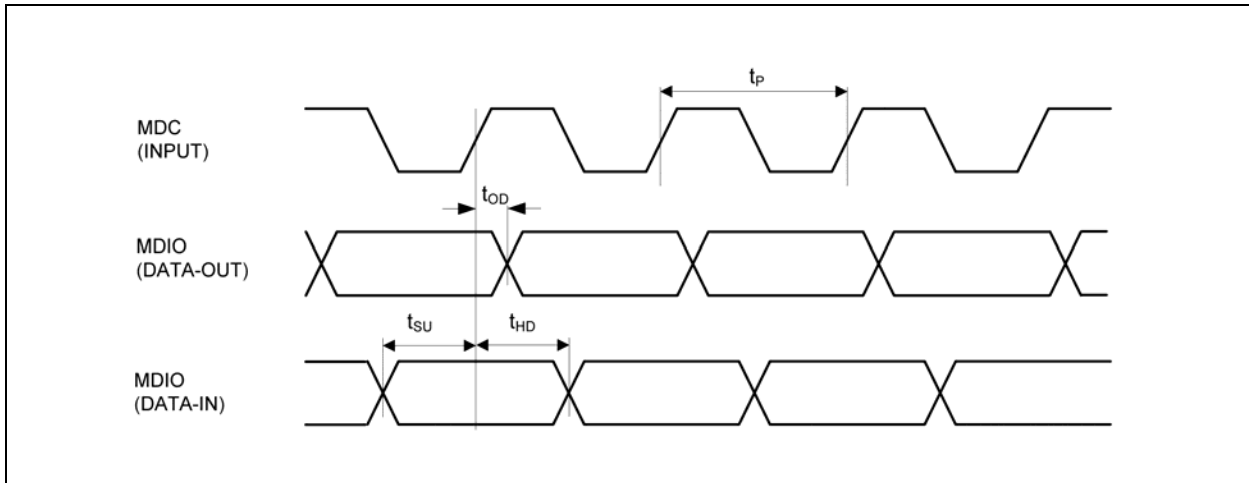 tP
MDC
(INPUT)
tOD
MDIO
(DATA-OUT)
tSU
tHD
MDIO
(DATA-IN)